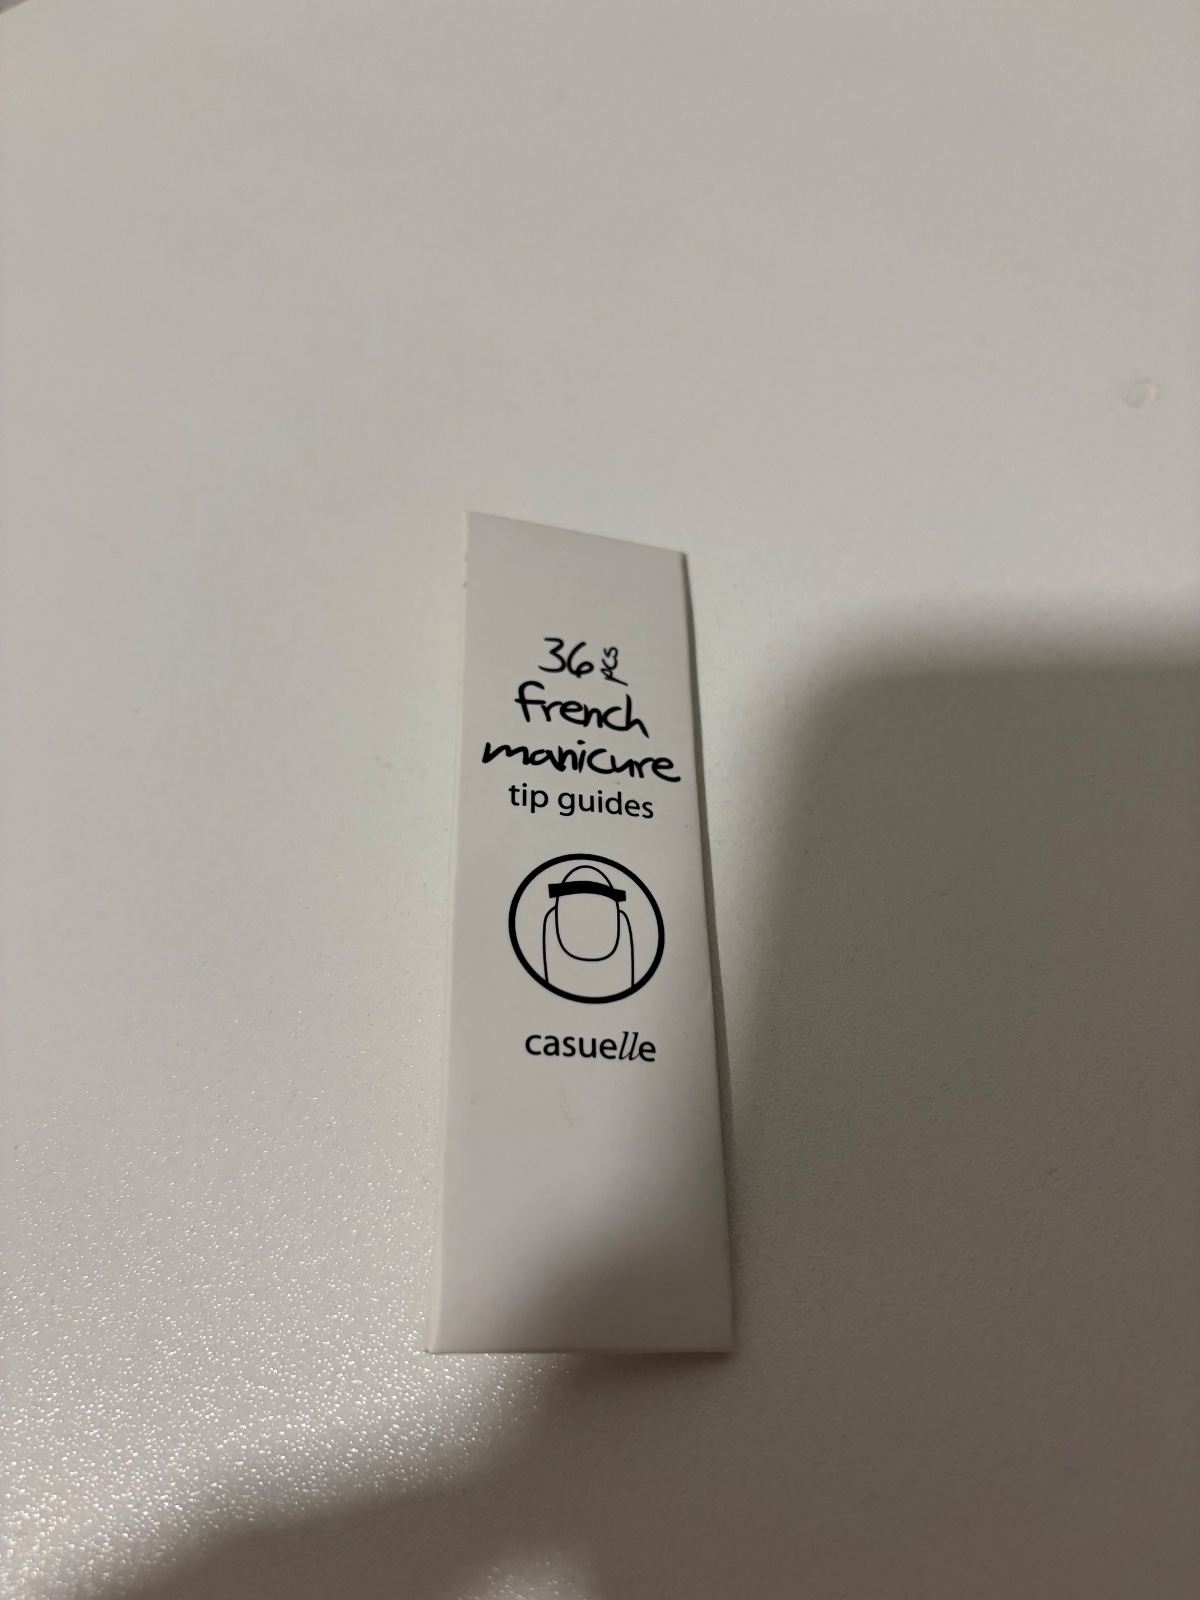 36 pcs
french
manicure
tip guides
casuelle